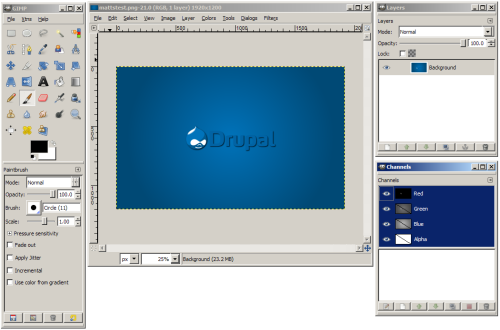 GIMP
File Xtns Help
Paintbrush
Mode: Normal
Opacity: 100.0
Brush: Circle (11)
Scale: 1.00
Pressure sensitivity
Fade out
Apply Jitter
Incremental
Use color from gradient
mattstest.png-21.0 (RGB, 1 layer) 1920x1200
File Edit Select View Image Layer Colors Tools Dialogs Filters
Drupal
px 25% Background (23.2 MB)
Layers
Layers
Mode: Normal
Opacity: 100.0
Lock:
Background
Channels
Channels
Red
Green
Blue
Alpha